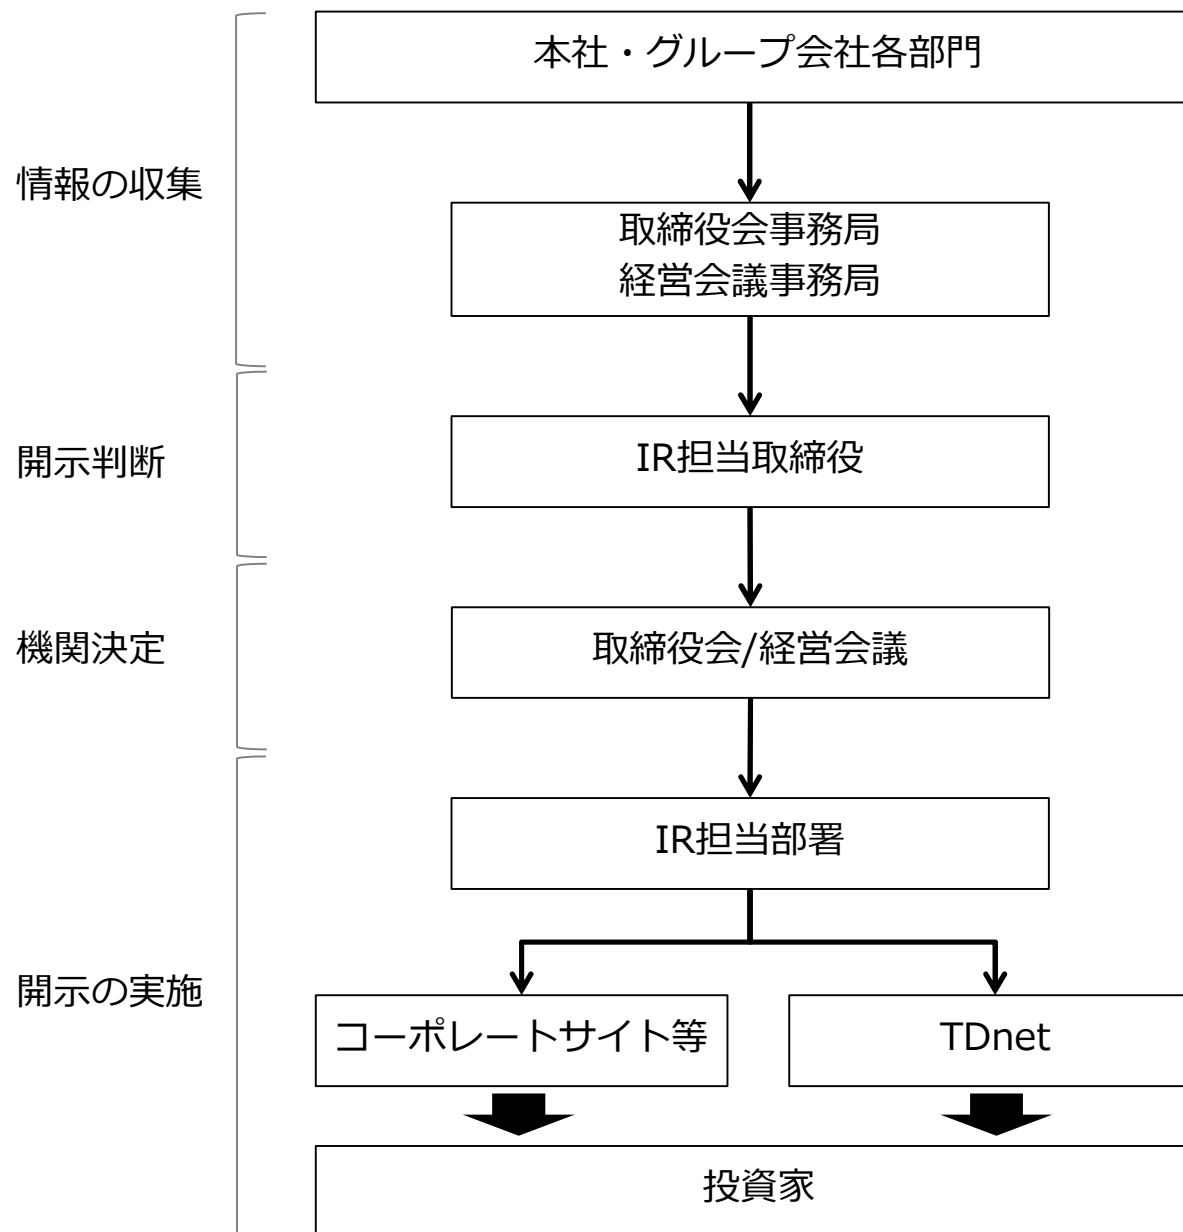 本社・グループ会社各部門
情報の収集
取締役会事務局
経営会議事務局
開示判断
IR担当取締役
機関決定
取締役会/経営会議
IR担当部署
開示の実施
コーポレートサイト等
TDnet
投資家